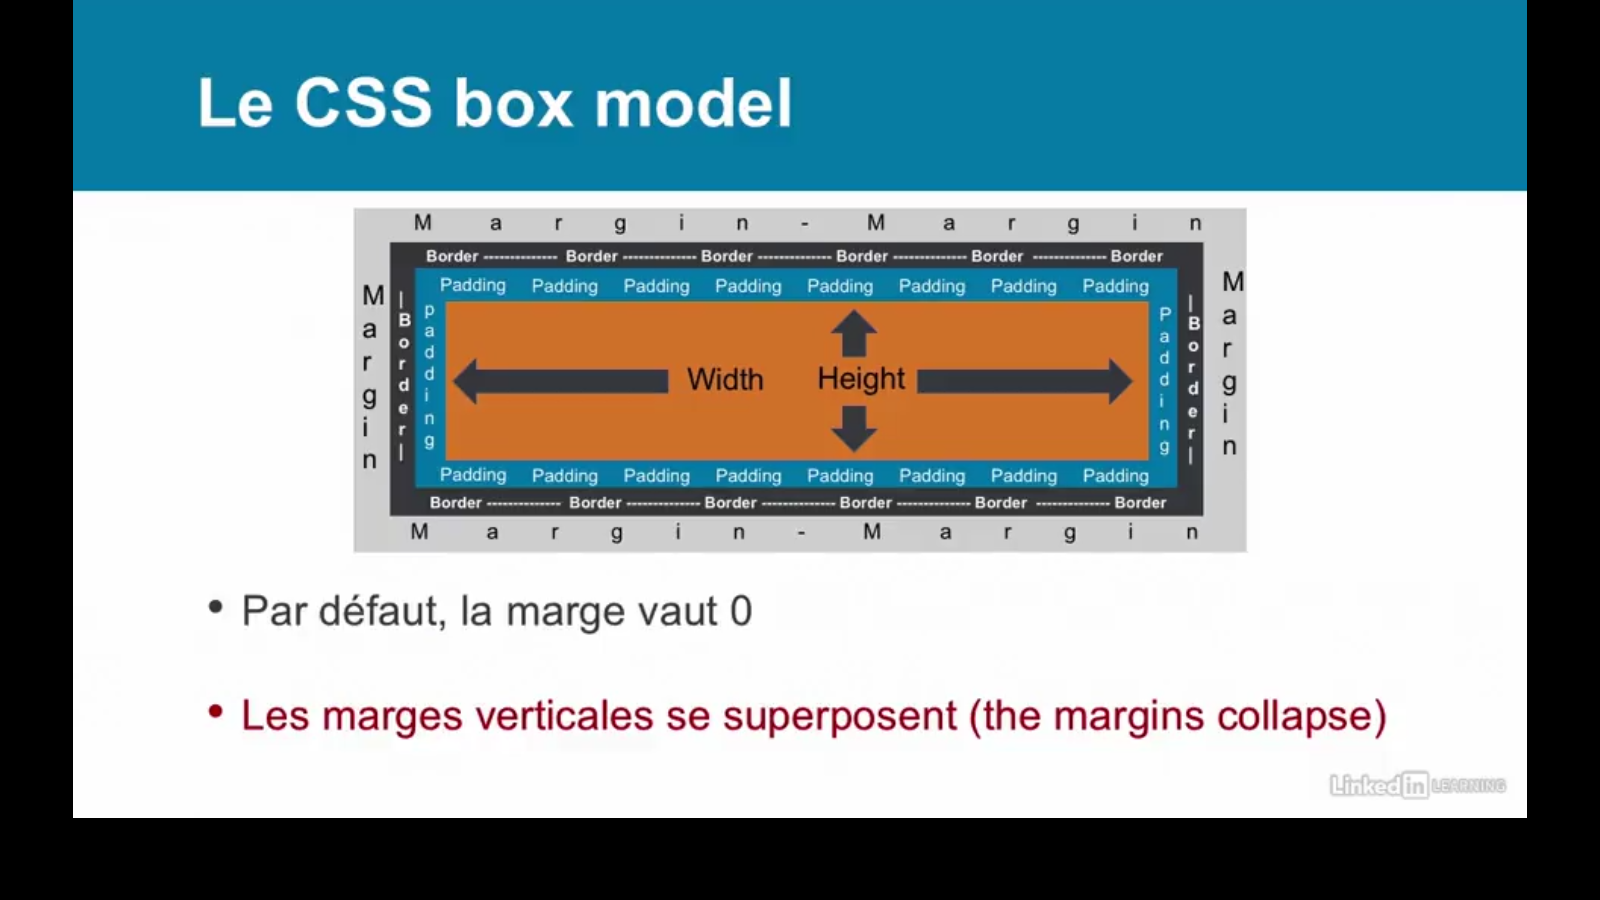 Le CSS box model
M a r g i n - M a r g i n
Border -------------- Border -------------- Border -------------- Border -------------- Border -------------- Border
Padding Padding Padding Padding Padding Padding Padding Padding
Margin
|Border|
padding
Width Height
Padding
|Border|
Margin
Padding Padding Padding Padding Padding Padding Padding Padding
Border -------------- Border -------------- Border -------------- Border -------------- Border -------------- Border
M a r g i n - M a r g i n
• Par défaut, la marge vaut 0
• Les marges verticales se superposent (the margins collapse)
Linked in LEARNING